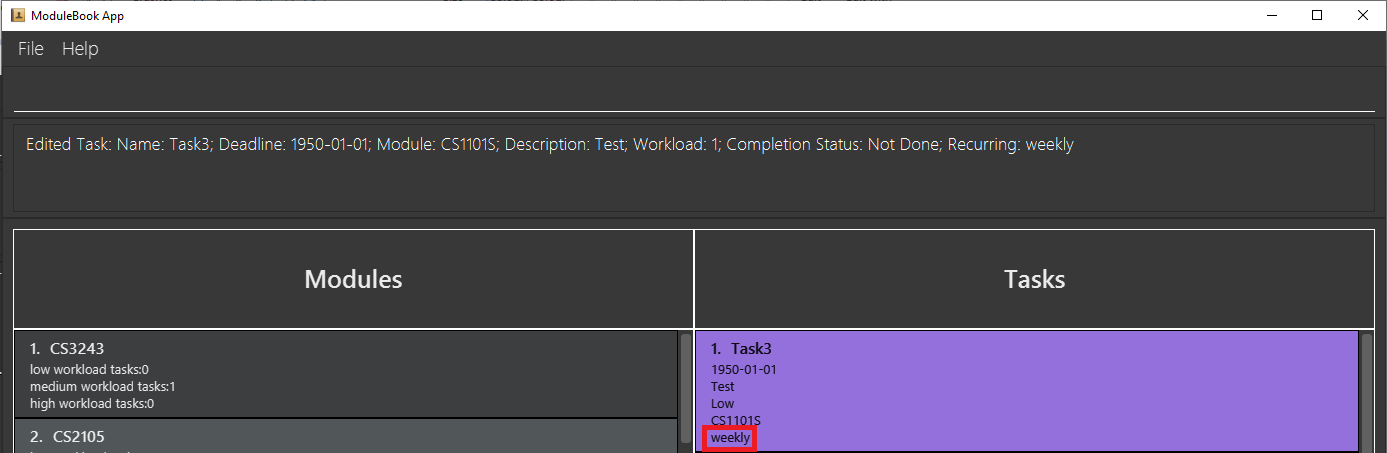 ModuleBook App
File Help
Edited Task: Name: Task3; Deadline: 1950-01-01; Module: CS1101S; Description: Test; Workload: 1; Completion Status: Not Done; Recurring: weekly
Modules
Tasks
1. CS3243
low workload tasks:0
medium workload tasks:1
high workload tasks:0
2. CS2105
1. Task3
1950-01-01
Test
Low
CS1101S
weekly